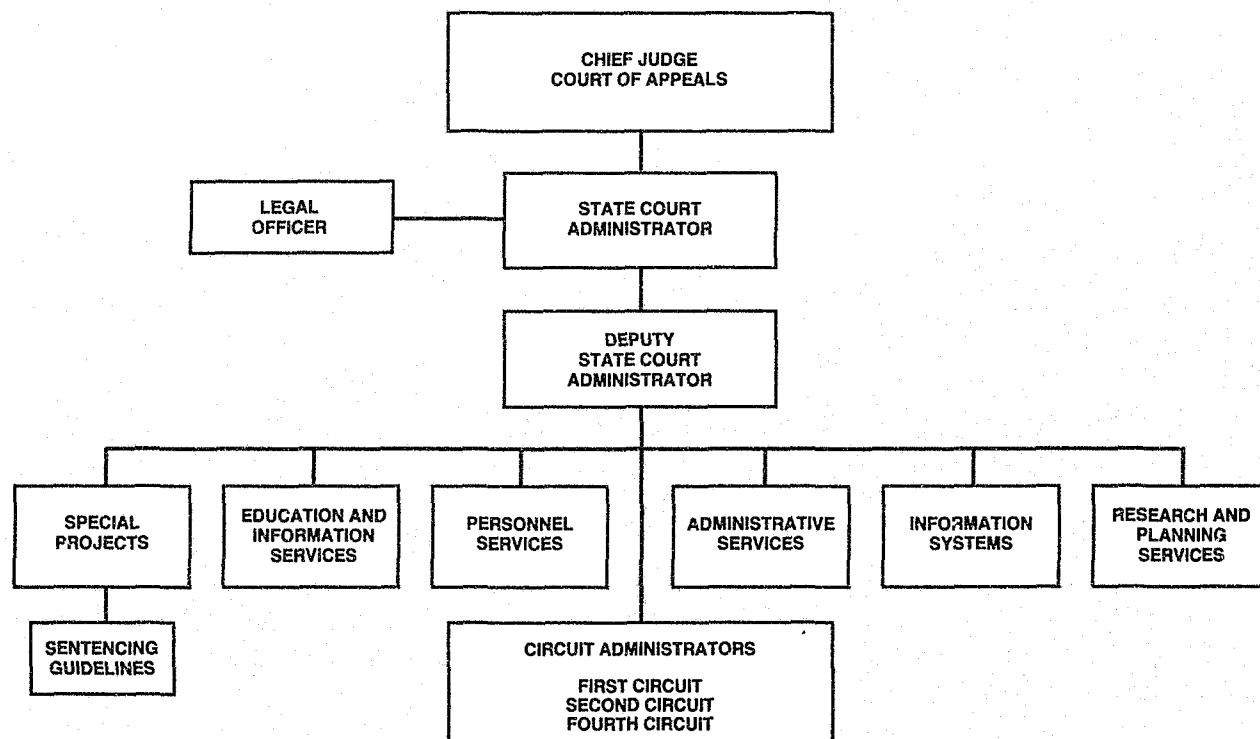 CHIEF JUDGE
COURT OF APPEALS
LEGAL
OFFICER
STATE COURT
ADMINISTRATOR
DEPUTY
STATE COURT
ADMINISTRATOR
SPECIAL
PROJECTS
EDUCATION AND
INFORMATION
SERVICES
PERSONNEL
SERVICES
ADMINISTRATIVE
SERVICES
INFORMATION
SYSTEMS
RESEARCH AND
PLANNING
SERVICES
SENTENCING
GUIDELINES
CIRCUIT ADMINISTRATORS
FIRST CIRCUIT
SECOND CIRCUIT
FOURTH CIRCUIT